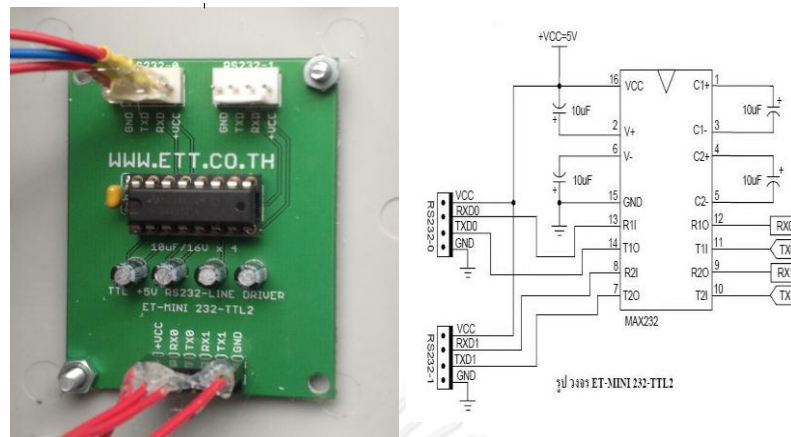 RS232-0 RS232-1
GND TXD RXD +VCC GND TXD RXD +VCC
WWW.ETT.CO.TH
10uF/16V x 4
TTL +5V RS232-LINE DRIVER
ET-MINI 232-TTL2
+VCC RX0 TX0 RX1 TX1 GND
+VCC=5V
16 VCC C1+ 1
10uF 10uF
2 V+ C1- 3
6 V- C2+ 4
10uF 10uF
15 GND C2- 5
RS232-0
VCC
RXD0 13 R1I R1O 12 RX0
TXD0 14 T1O T1I 11
GND 8 R2I R2O 9
7 T2O T2I 10
MAX232
RS232-1
VCC
RXD1
TXD1
GND
รูป วงจร ET-MINI 232-TTL2